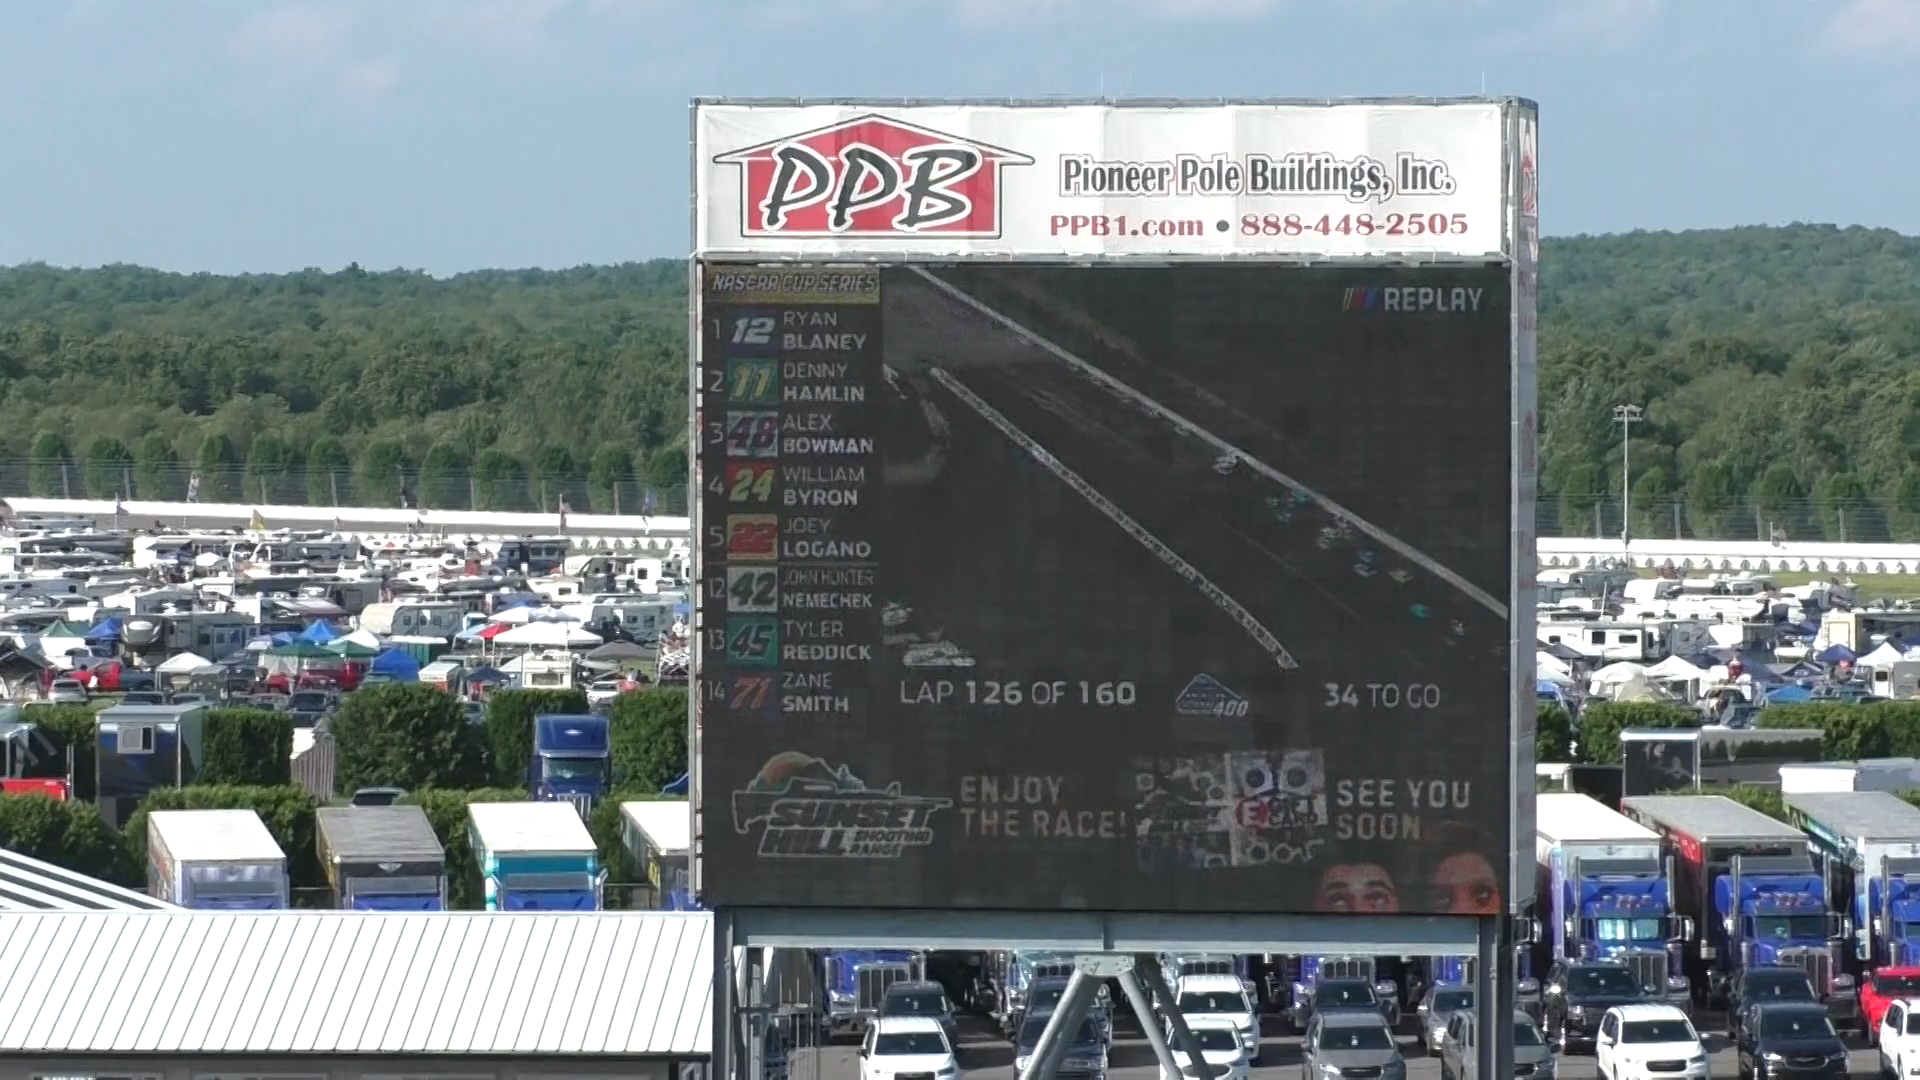 PPB
Pioneer Pole Buildings, Inc.
PPB1.com • 888-448-2505
NASCAR CUP SERIES
REPLAY
1 12 RYAN BLANEY
2 11 DENNY HAMLIN
3 48 ALEX BOWMAN
4 24 WILLIAM BYRON
5 22 JOEY LOGANO
12 42 JOHN HUNTER NEMECHEK
13 45 TYLER REDDICK
14 71 ZANE SMITH
LAP 126 OF 160
400
34 TO GO
SUNSET
HILL SHOOTING
RANGE
ENJOY
THE RACE!
SEE YOU
SOON